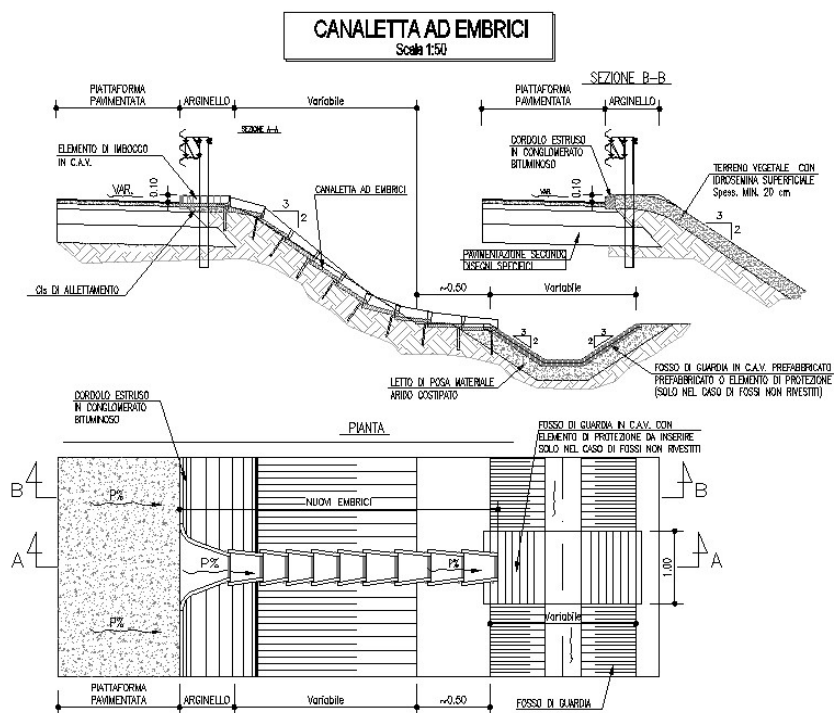 CANALETTA AD EMBRICI
Scala 1:50
SEZIONE B-B
PIATTAFORMA
PAVIMENTATA
ARGINELLO
Variabile
PIATTAFORMA
PAVIMENTATA
ARGINELLO
SEZIONE A-A
ELEMENTO DI IMBOCCO
IN C.A.V.
CORDOLO ESTRUSO
IN CONGLOMERATO
BITUMINOSO
TERRENO VEGETALE CON
IDROSEMINA SUPERFICIALE
Spess. MIN. 20 cm
VAR.
0.10
CANALETTA AD EMBRICI
3
2
VAR.
0.10
3
2
PAVIMENTAZIONE SECONDO
DISEGNI SPECIFICI
Cls DI ALLETTAMENTO
~0.50
Variabile
3
2
3
2
LETTO DI POSA MATERIALE
ARIDO COSTIPATO
FOSSO DI GUARDIA IN C.A.V. PREFABBRICATO
PREFABBRICATO O ELEMENTO DI PROTEZIONE
(SOLO NEL CASO DI FOSSI NON RIVESTITI)
CORDOLO ESTRUSO
IN CONGLOMERATO
BITUMINOSO
PIANTA
FOSSO DI GUARDIA IN C.A.V. CON
ELEMENTO DI PROTEZIONE DA INSERIRE
SOLO NEL CASO DI FOSSI NON RIVESTITI
B
P%
NUOVI EMBRICI
B
A
P%
P%
1.00
A
P%
Variabile
PIATTAFORMA
PAVIMENTATA
ARGINELLO
Variabile
~0.50
FOSSO DI GUARDIA